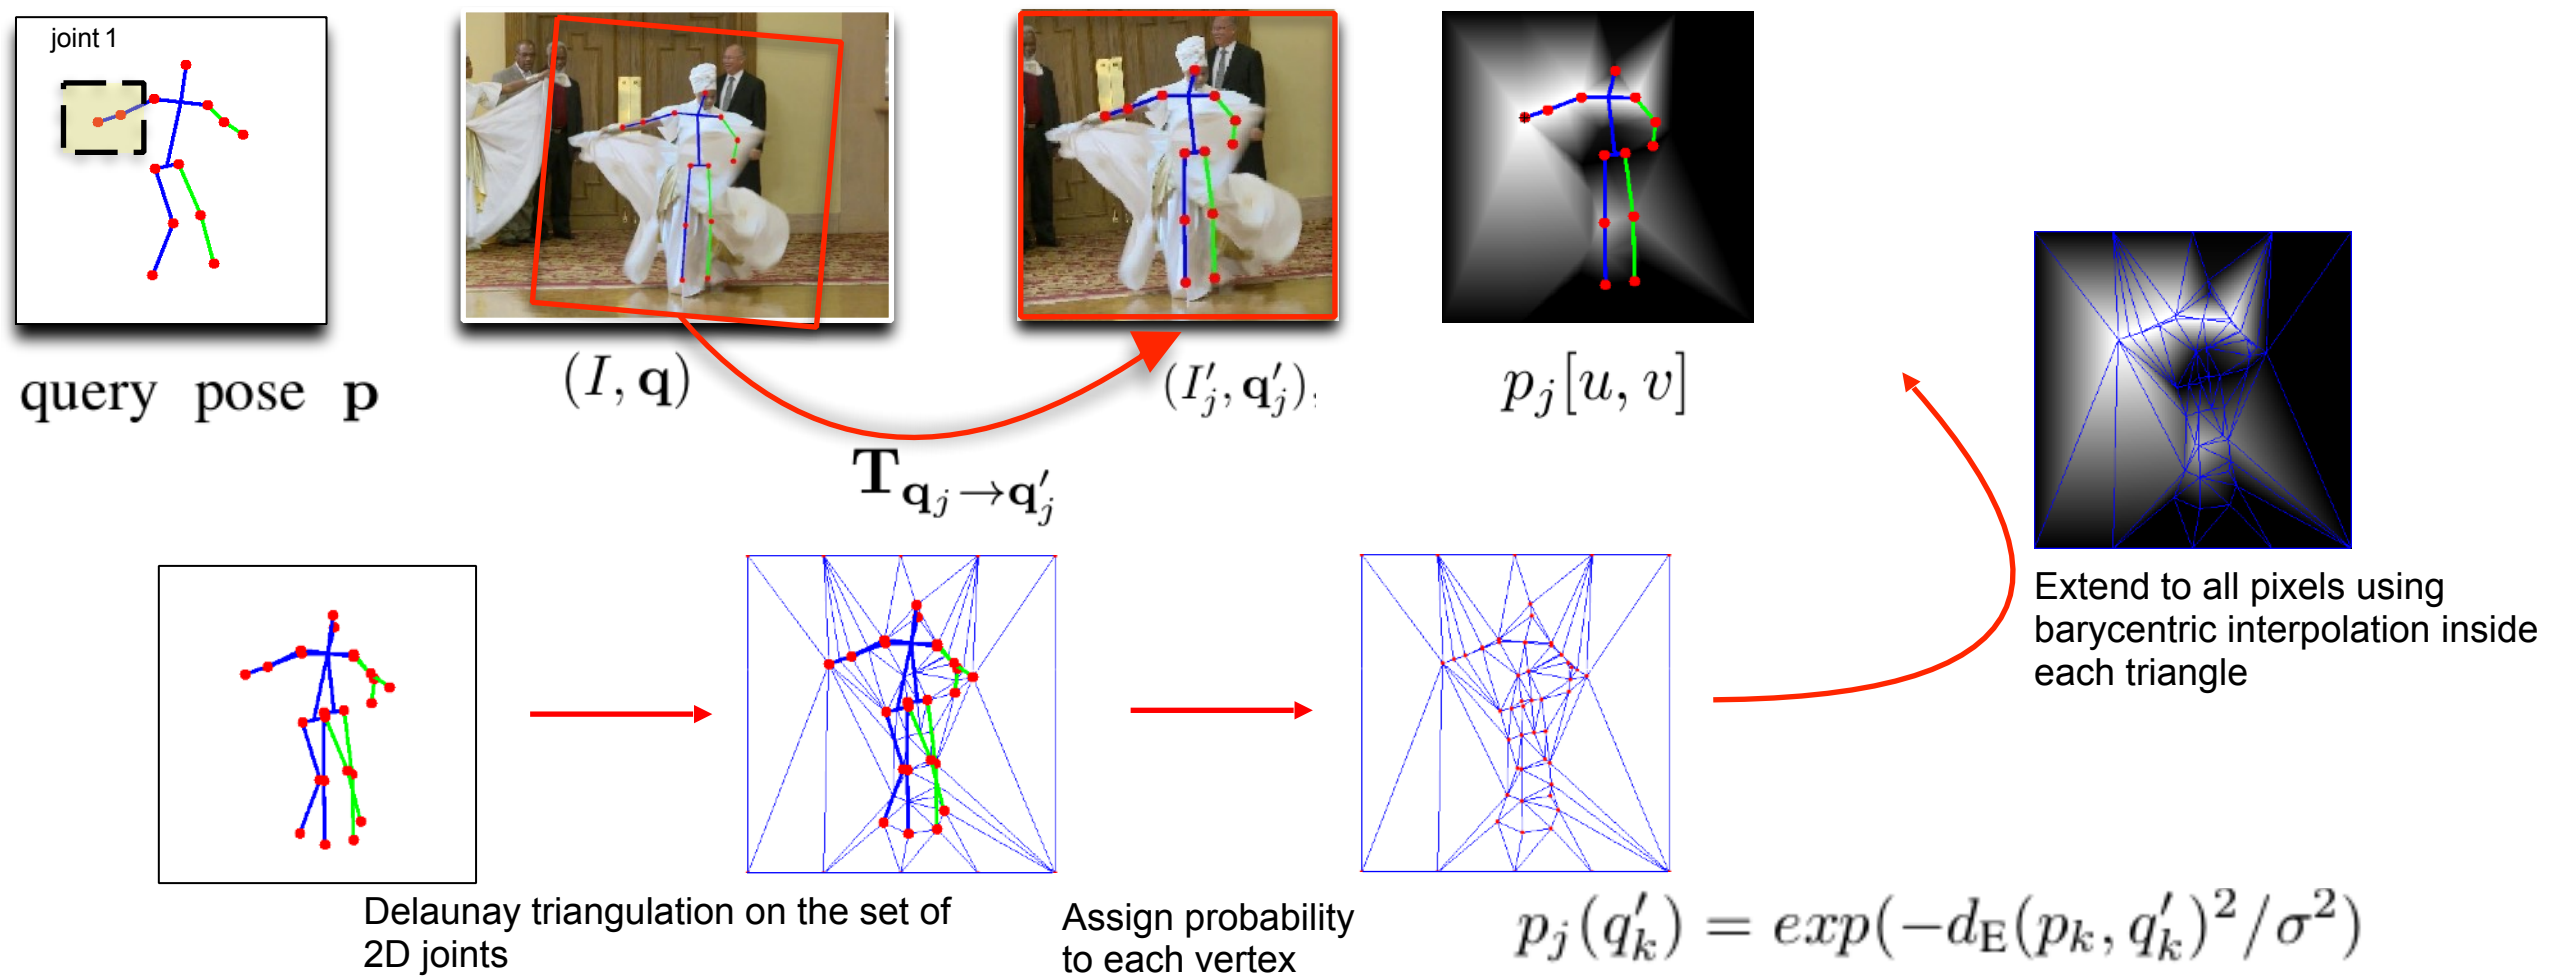 joint 1
query pose p
(I, q)
(I′_j, q′_j),
p_j[u, v]
T_{q_j→q′_j}
Extend to all pixels using
barycentric interpolation inside
each triangle
Delaunay triangulation on the set of
2D joints
Assign probability
to each vertex
p_j(q′_k) = exp(−d_E(p_k, q′_k)²/σ²)